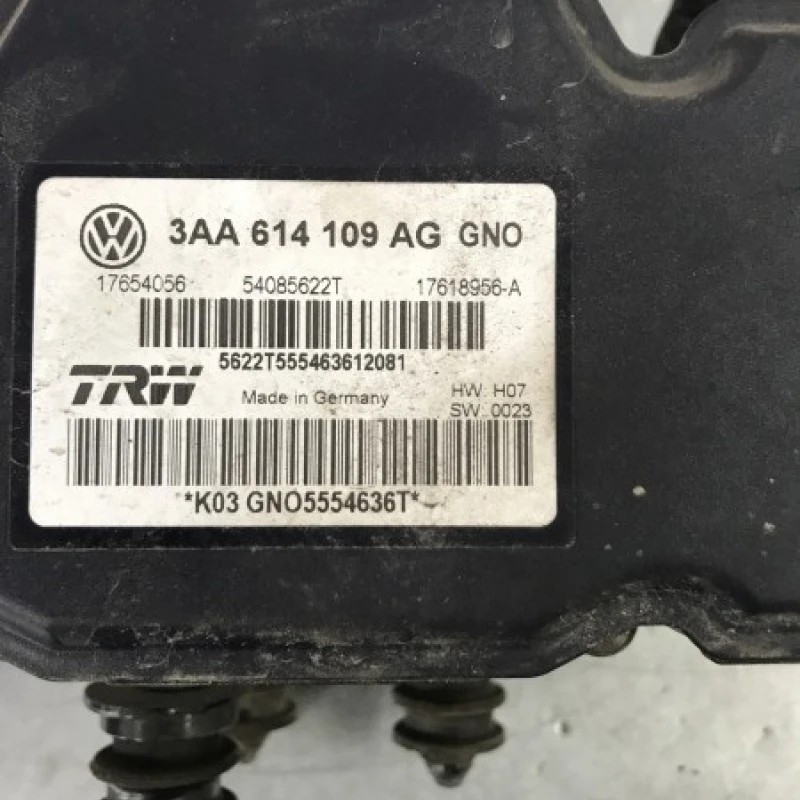 3AA 614 109 AG GNO
17654056 54085622T 17618956-A
5622T555463612081
TRW Made in Germany HW: H07
SW: 0023
*K03 GNO5554636T*